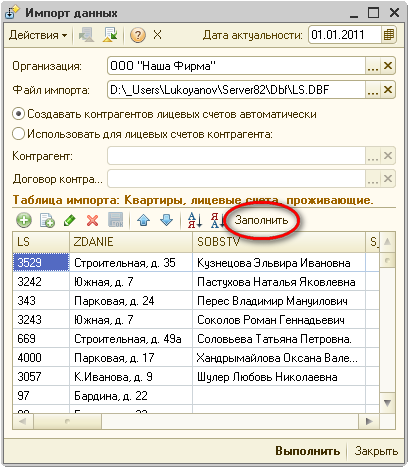 Импорт данных
Действия Дата актуальности: 01.01.2011
Организация: ООО "Наша Фирма"
Файл импорта: D:\_Users\Lukoyanov\Server82\Dbf\LS.DBF
Создавать контрагентов лицевых счетов автоматически
Использовать для лицевых счетов контрагента:
Контрагент:
Договор контра...
Таблица импорта: Квартиры, лицевые счета, проживающие.
Заполнить
LS ZDANIE SOBSTV S_
3529 Строительная, д. 35 Кузнецова Эльвира Ивановна
3242 Южная, д. 7 Пастухова Наталья Яковлевна
343 Парковая, д. 24 Перес Владимир Мануилович
3243 Южная, д. 7 Соколов Роман Геннадьевич
669 Строительная, д. 49а Соловьева Татьяна Петровна.
4000 Парковая, д. 17 Хандрымайлова Оксана Вале...
3057 К.Иванова, д. 9 Шулер Любовь Николаевна
97 Бардина, д. 22
Выполнить Закрыть